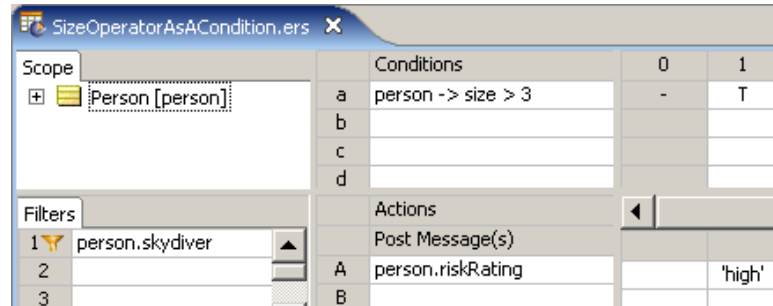 SizeOperatorAsACondition.ers
Scope
Person [person]
Conditions 0 1
a person -> size > 3 - T
b
c
d
Filters
1 person.skydiver
2
3
Actions
Post Message(s)
A person.riskRating 'high'
B